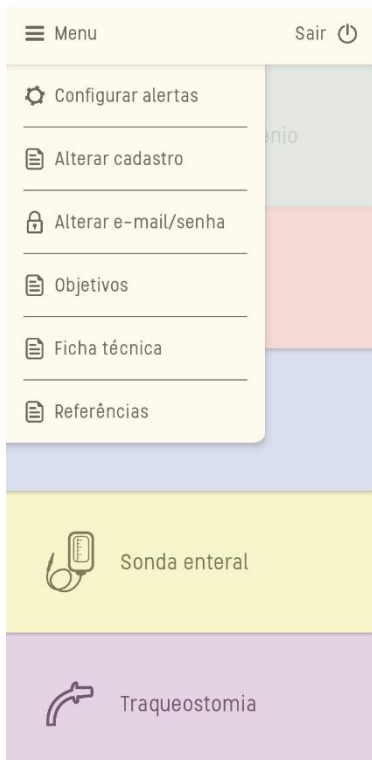 Menu
Sair
Configurar alertas
Alterar cadastro
Alterar e-mail/senha
Objetivos
Ficha técnica
Referências
Sonda enteral
Traqueostomia